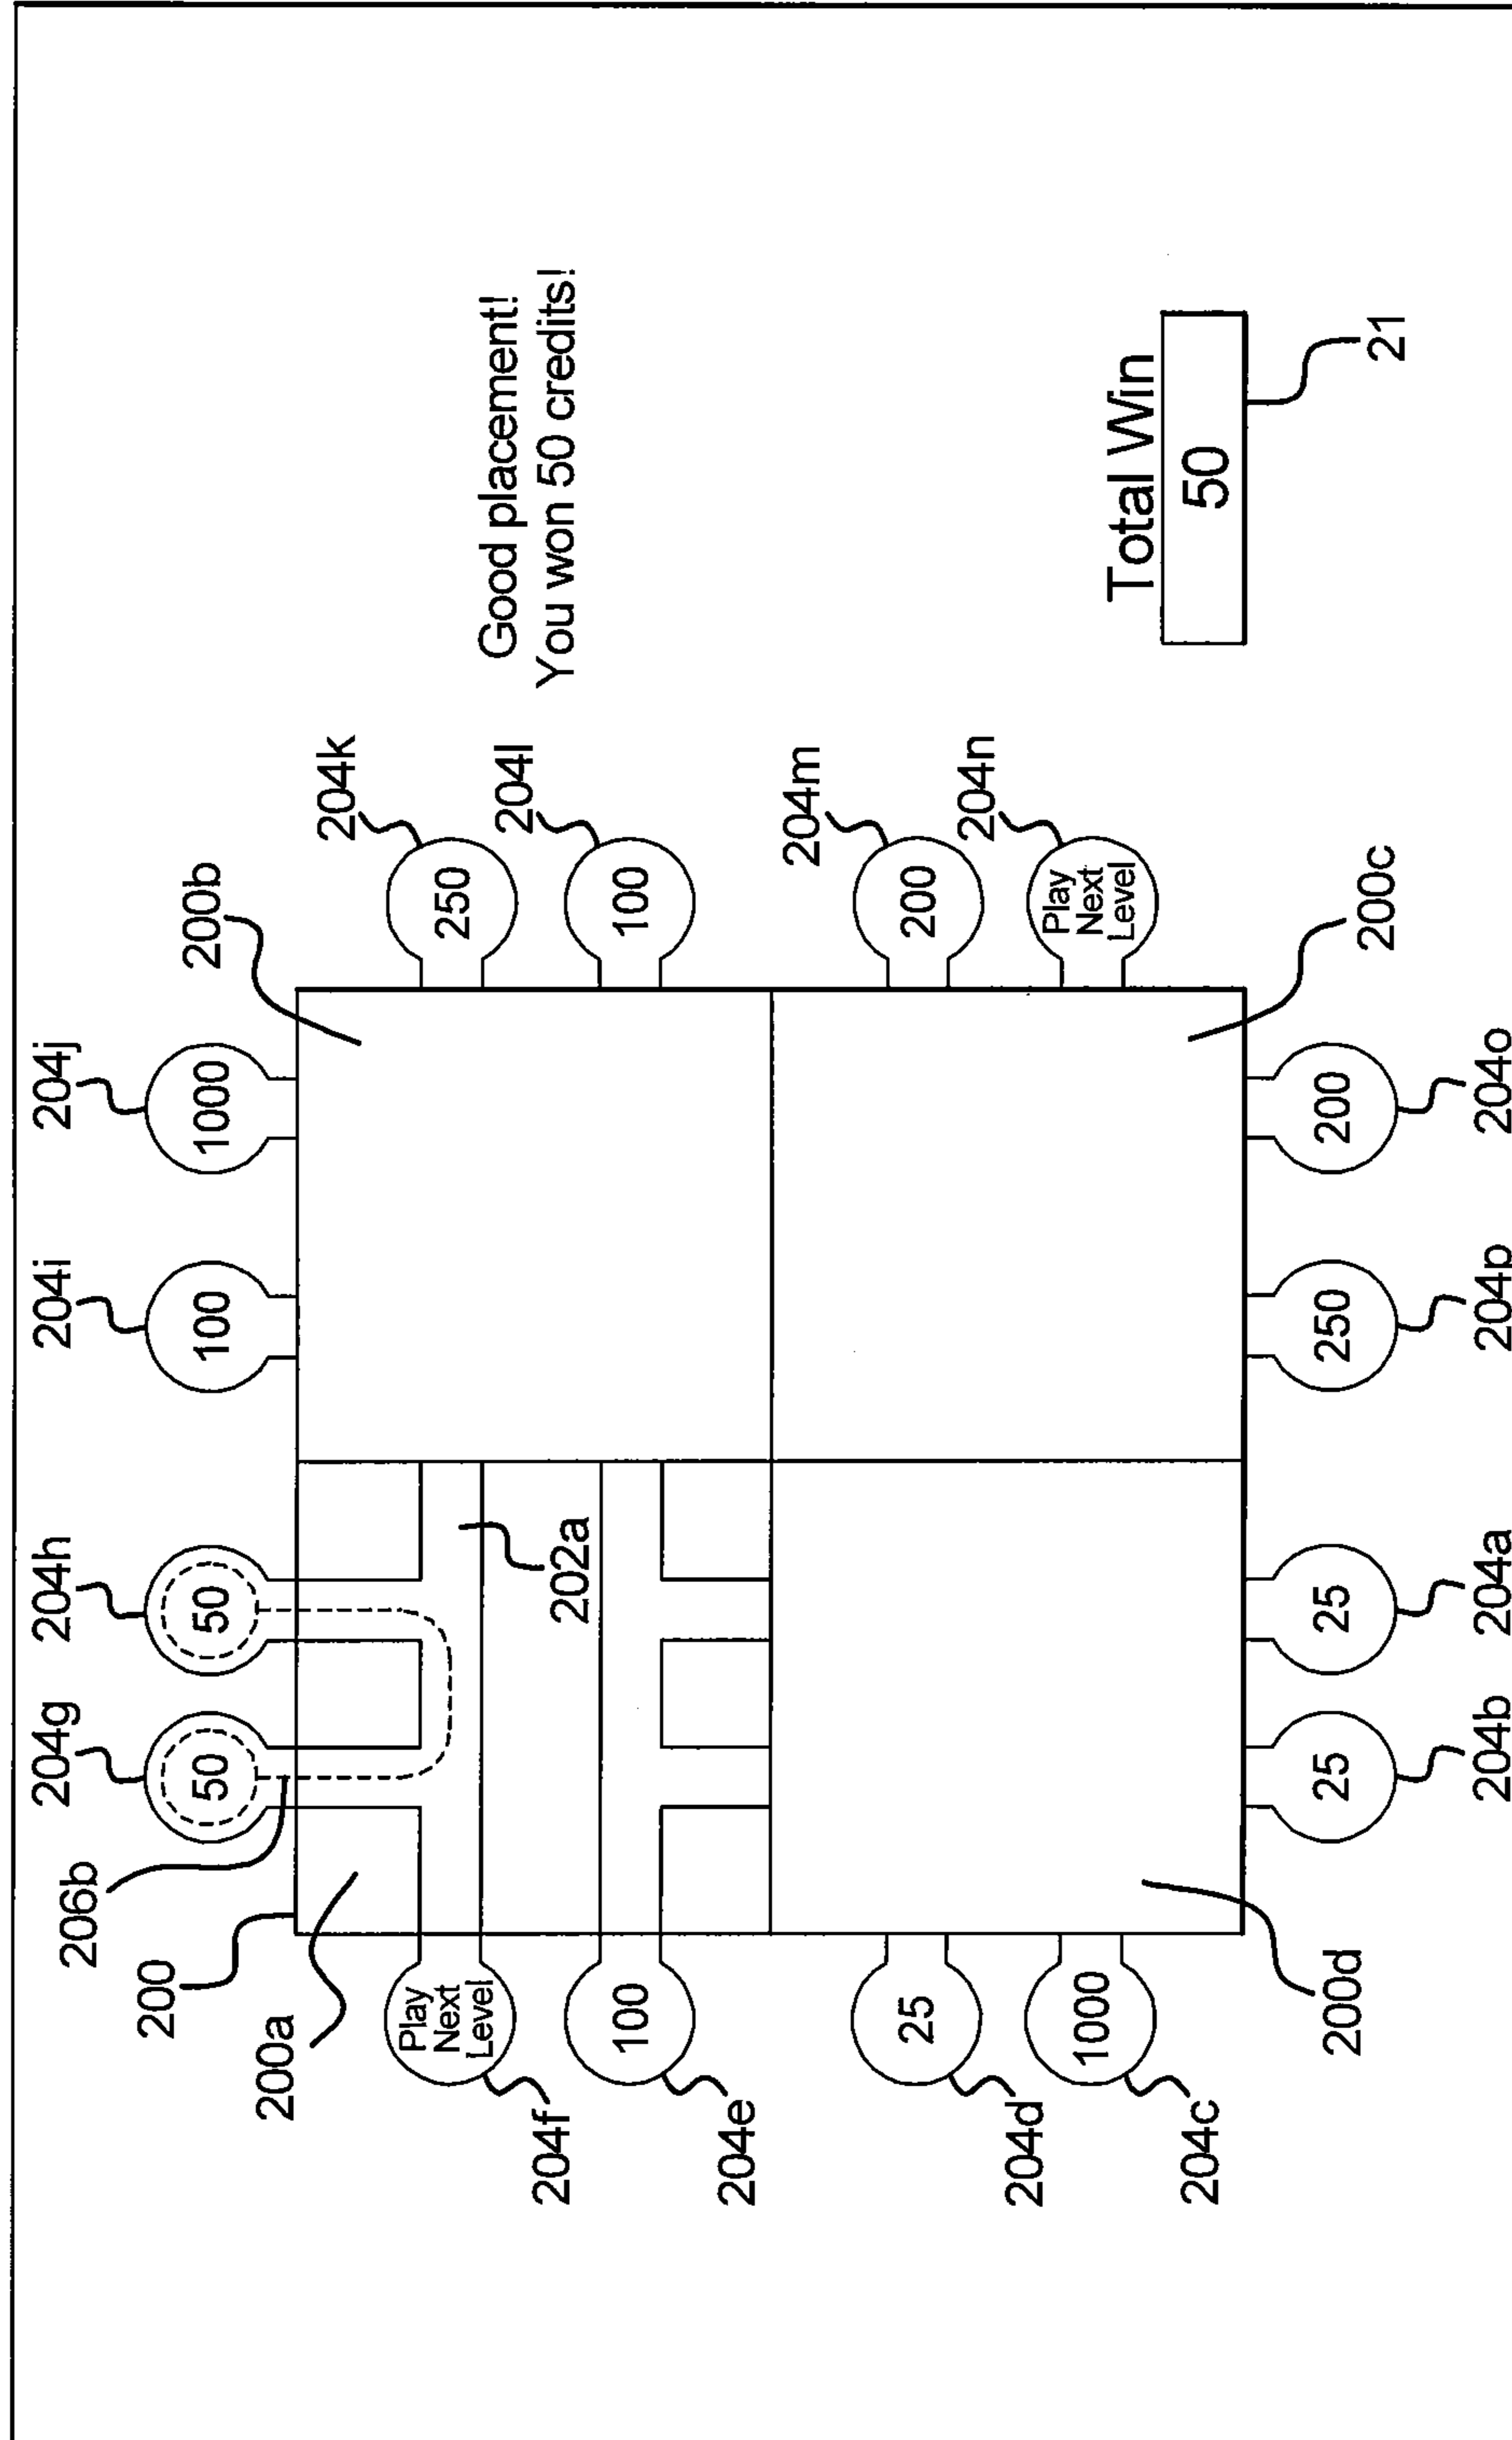 204g
204h
204i
204j
206b
200
50
50
100
1000
200b
200a
204k
Play
Next
Level
250
Good placement!
You won 50 credits!
204l
204f
202a
100
100
204e
204m
25
200
204n
204d
1000
Play
Next
Level
Total Win
50
204c
25
25
250
200
200d
200c
21
204b
204a
204p
204o